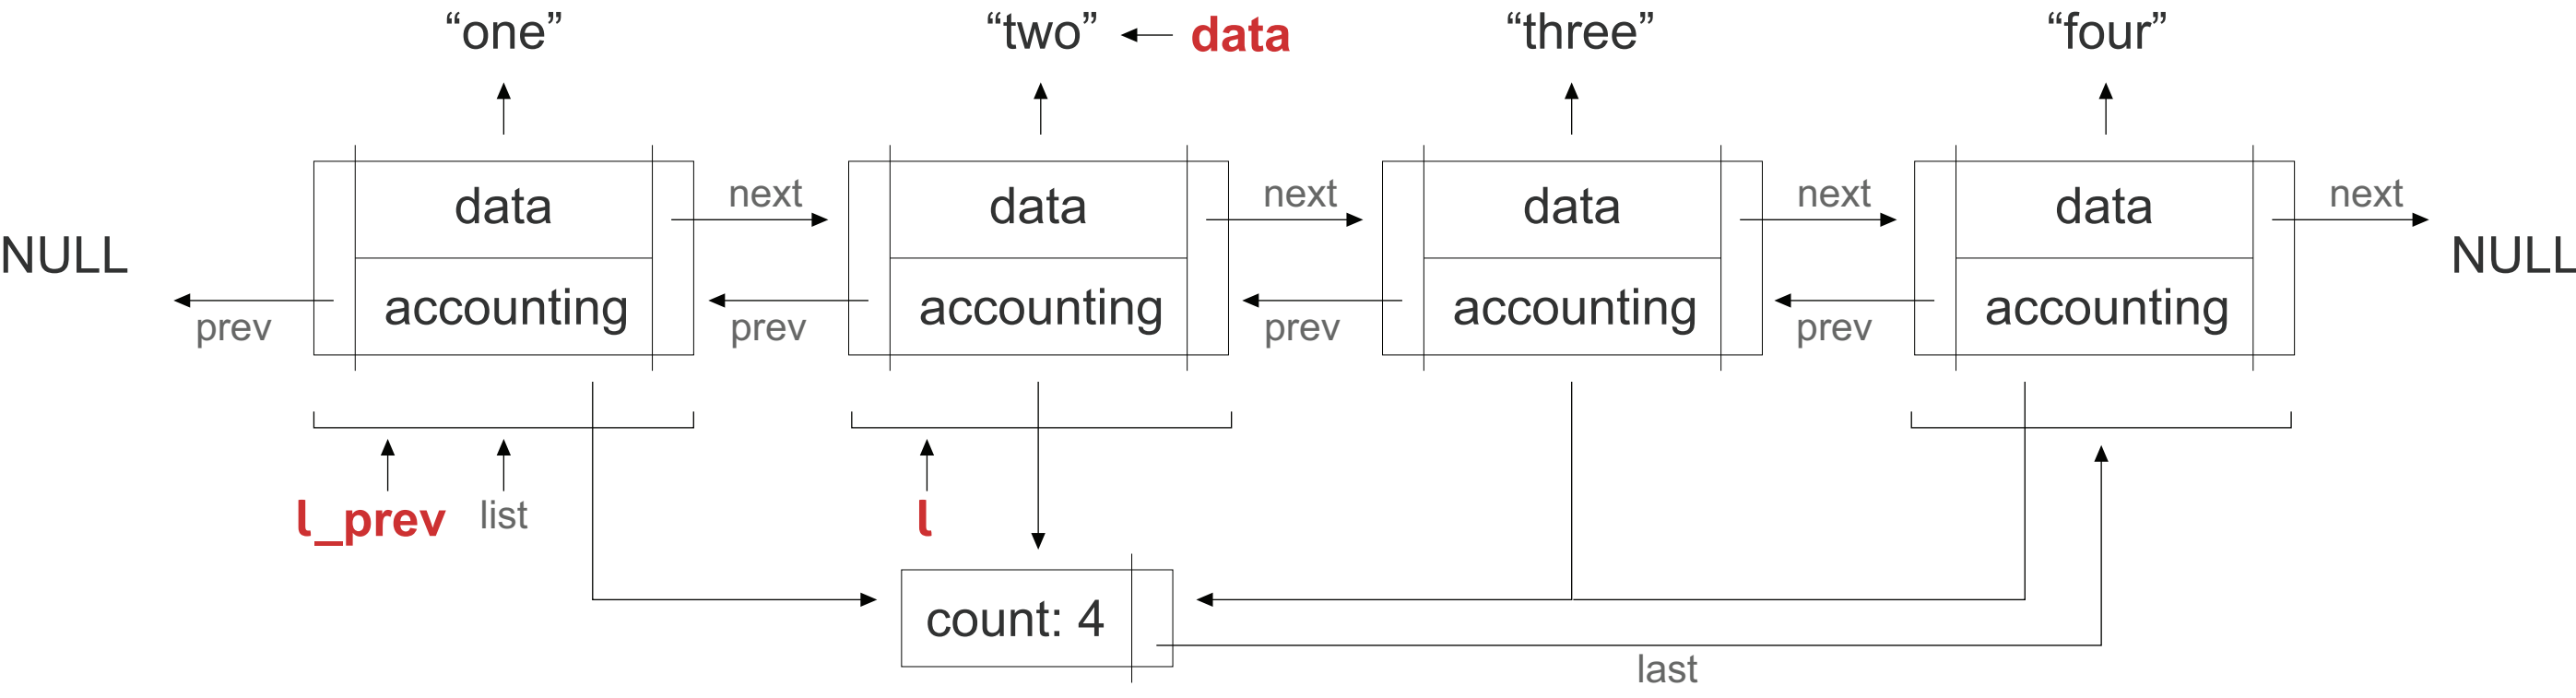 “one”
“two”
data
“three”
“four”
data
next
data
next
data
next
data
next
NULL
NULL
accounting
accounting
accounting
accounting
prev
prev
prev
prev
l_prev
list
l
count: 4
last